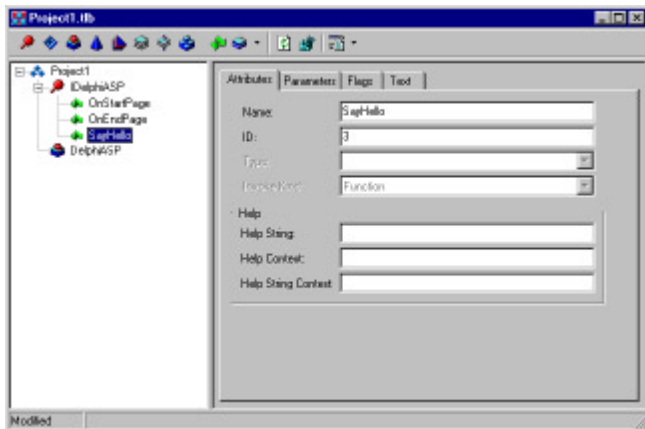 Project1.tlb
Project1
IDelphiASP
OnStartPage
OnEndPage
SayHello
DelphiASP
Attributes Parameters Flags Text
Name: SayHello
ID: 3
Type:
Invoke Kind: Function
Help
Help String:
Help Context:
Help String Context
Modified